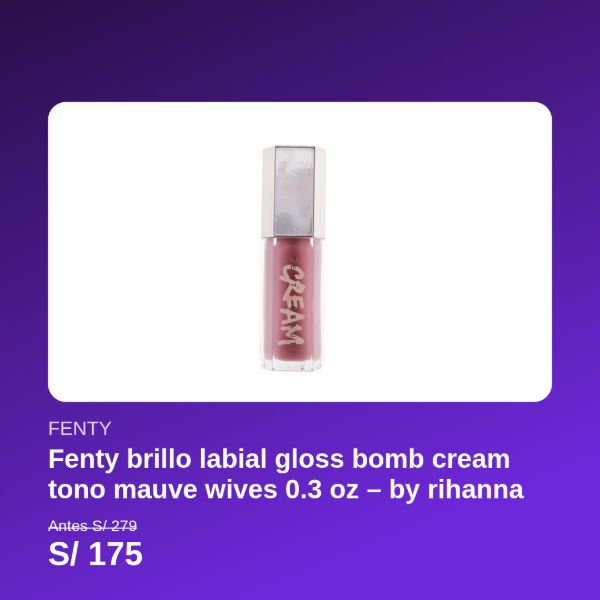 CREAM
FENTY
Fenty brillo labial gloss bomb cream
tono mauve wives 0.3 oz – by rihanna
Antes S/ 279
S/ 175